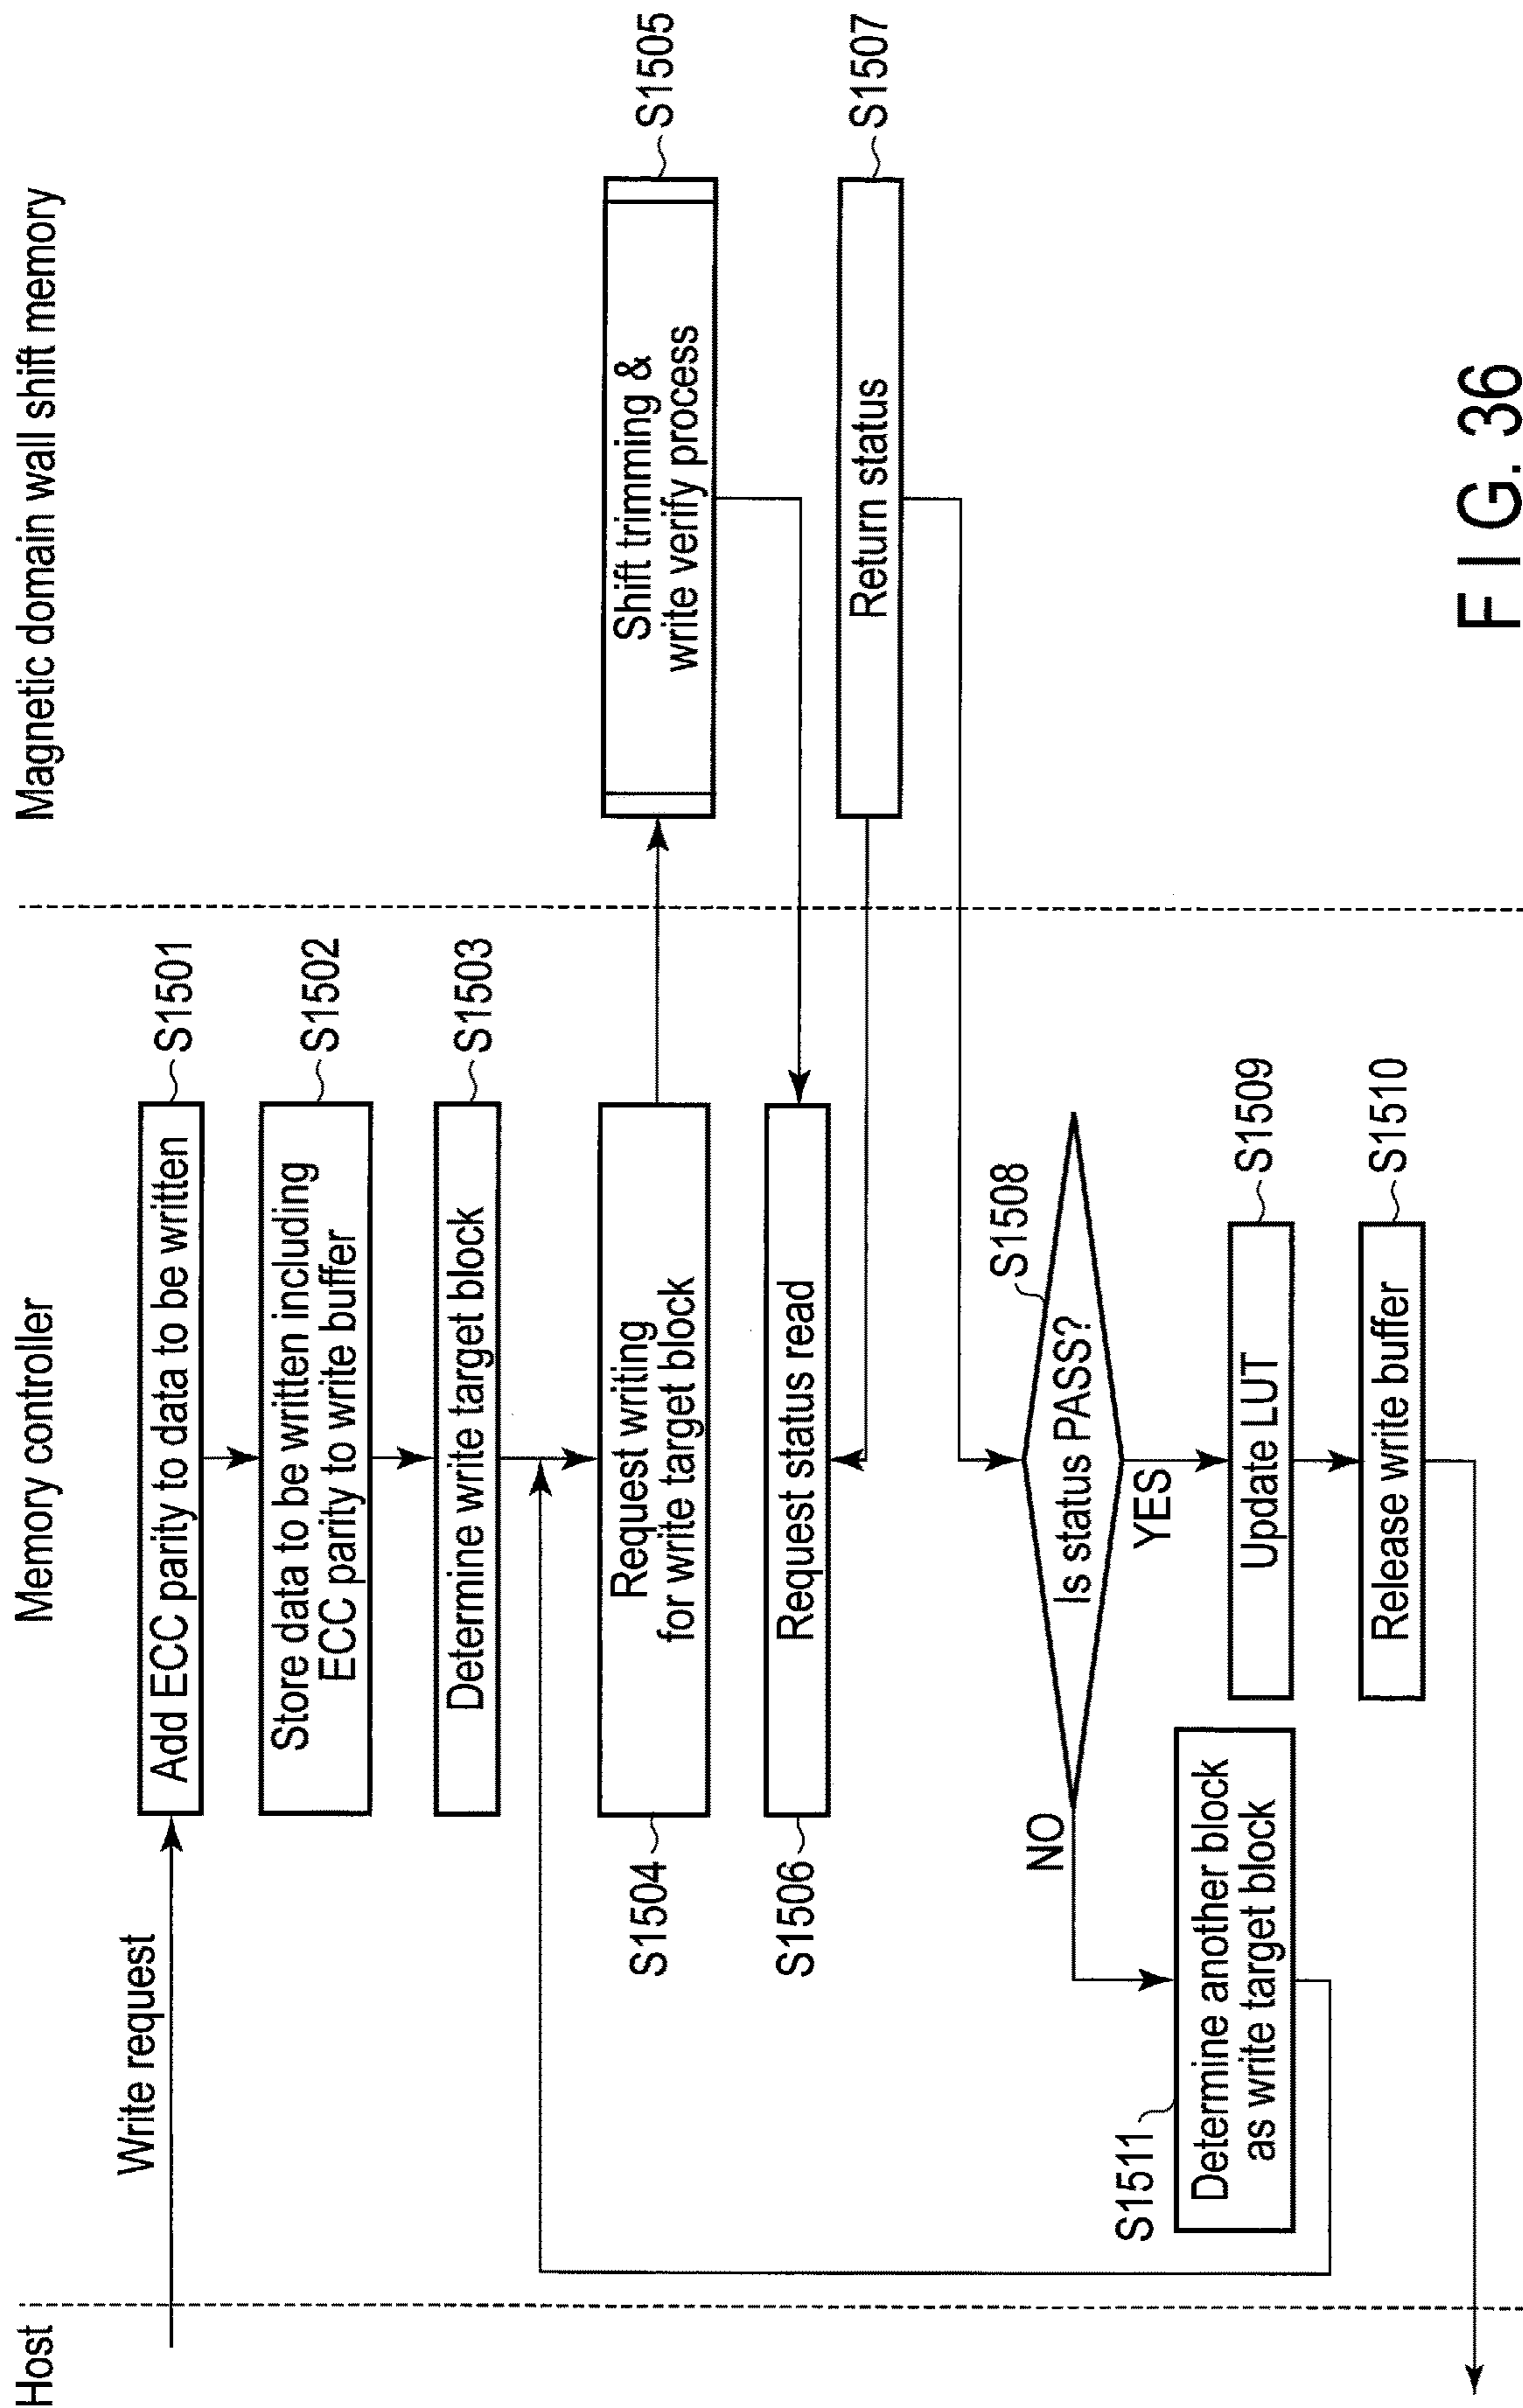 Host
Memory controller
Magnetic domain wall shift memory
Write request
Add ECC parity to data to be written
S1501
Store data to be written including
ECC parity to write buffer
S1502
Determine write target block
S1503
S1504
Request writing
for write target block
Shift trimming &
write verify process
S1505
S1506
Request status read
Return status
S1507
Is status PASS?
S1508
NO
YES
S1511
Determine another block
as write target block
Update LUT
S1509
Release write buffer
S1510
FIG. 36